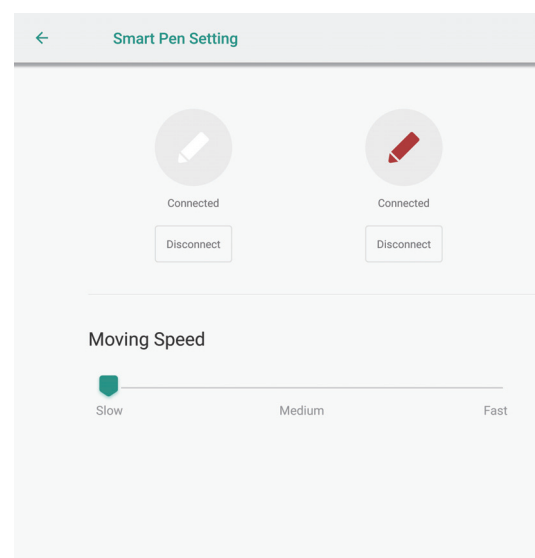 Smart Pen Setting
Connected Connected
Disconnect Disconnect
Moving Speed
Slow Medium Fast